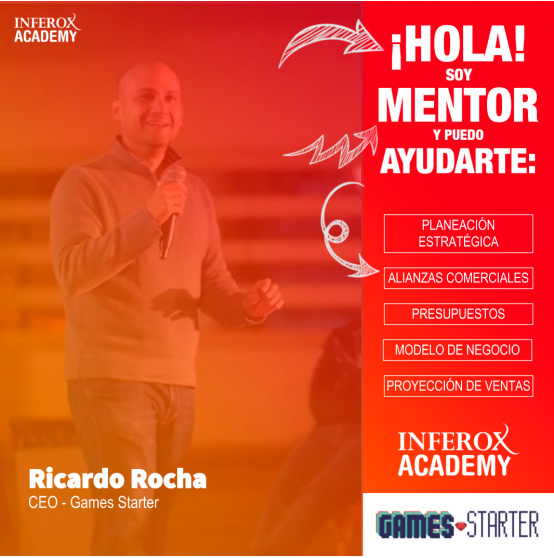 INFEROX
ACADEMY
¡HOLA!
SOY
MENTOR
Y PUEDO
AYUDARTE:
PLANEACIÓN
ESTRATÉGICA
ALIANZAS COMERCIALES
PRESUPUESTOS
MODELO DE NEGOCIO
PROYECCIÓN DE VENTAS
INFEROX
ACADEMY
Ricardo Rocha
CEO - Games Starter
GAMES STARTER